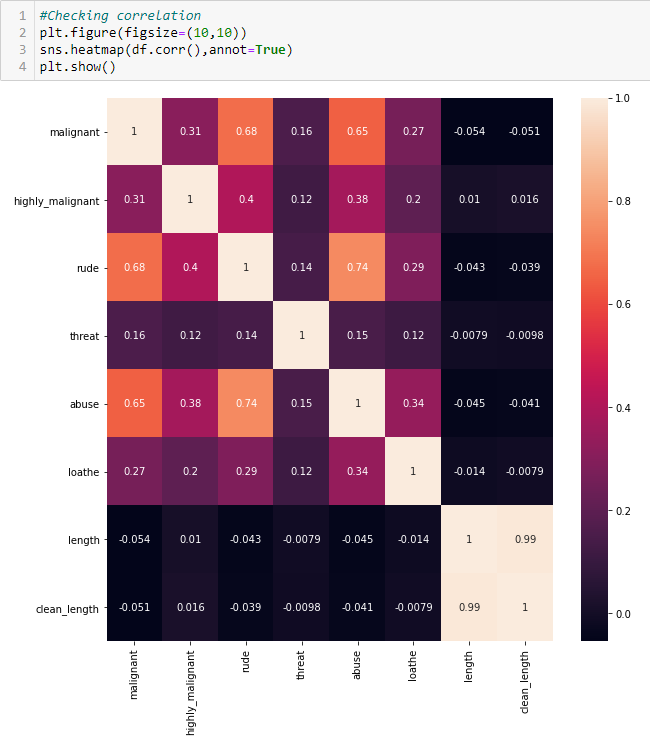 1 #Checking correlation
2 plt.figure(figsize=(10,10))
3 sns.heatmap(df.corr(),annot=True)
4 plt.show()
malignant 1 0.31 0.68 0.16 0.65 0.27 -0.054 -0.051
highly_malignant 0.31 1 0.4 0.12 0.38 0.2 0.01 0.016
rude 0.68 0.4 1 0.14 0.74 0.29 -0.043 -0.039
threat 0.16 0.12 0.14 1 0.15 0.12 -0.0079 -0.0098
abuse 0.65 0.38 0.74 0.15 1 0.34 -0.045 -0.041
loathe 0.27 0.2 0.29 0.12 0.34 1 -0.014 -0.0079
length -0.054 0.01 -0.043 -0.0079 -0.045 -0.014 1 0.99
clean_length -0.051 0.016 -0.039 -0.0098 -0.041 -0.0079 0.99 1
malignant
highly_malignant
rude
threat
abuse
loathe
length
clean_length
1.0
0.8
0.6
0.4
0.2
0.0